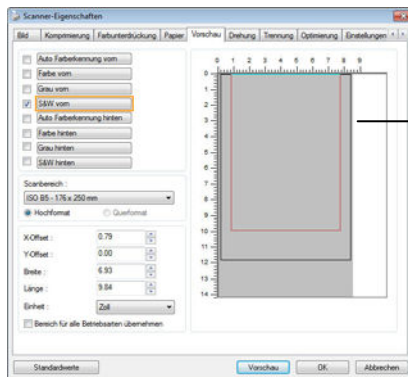 Scanner-Eigenschaften
Bild Komprimierung Farbunterdrückung Papier Vorschau Drehung Trennung Optimierung Einstellungen
Auto Farberkennung vorn
Farbe vorn
Grau vorn
S&W vorn
Auto Farberkennung hinten
Farbe hinten
Grau hinten
S&W hinten
Scanbereich :
ISO B5 - 176 x 250 mm
Hochformat Querformat
X-Offset : 0.79
Y-Offset : 0.00
Breite : 6.93
Länge : 9.84
Einheit : Zoll
Bereich für alle Betriebsarten übernehmen
0 1 2 3 4 5 6 7 8 9
0
1
2
3
4
5
6
7
8
9
10
11
12
13
14
Standardwerte Vorschau OK Abbrechen